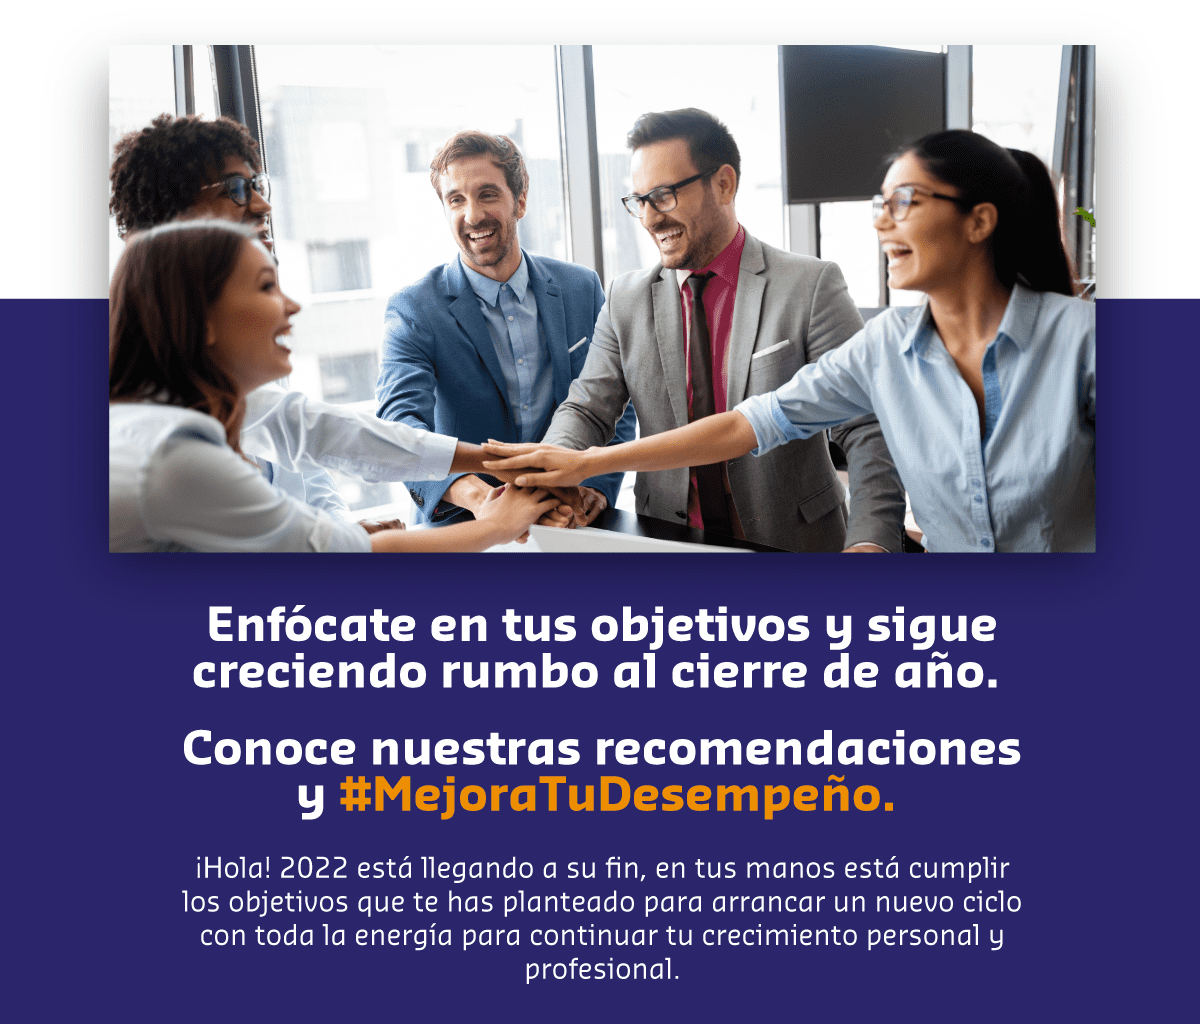 Enfócate en tus objetivos y sigue
creciendo rumbo al cierre de año.
Conoce nuestras recomendaciones
y #MejoraTuDesempeño.
¡Hola! 2022 está llegando a su fin, en tus manos está cumplir
los objetivos que te has planteado para arrancar un nuevo ciclo
con toda la energía para continuar tu crecimiento personal y
profesional.